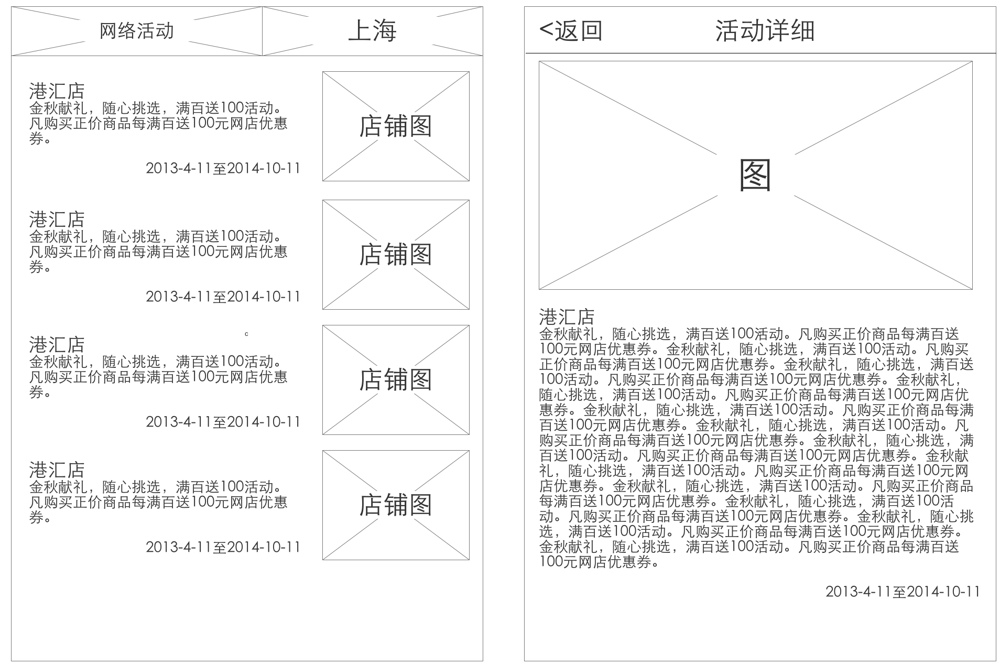 网络活动
上海
港汇店
金秋献礼，随心挑选，满百送100活动。
凡购买正价商品每满百送100元网店优惠
券。
2013-4-11至2014-10-11
店铺图
港汇店
金秋献礼，随心挑选，满百送100活动。
凡购买正价商品每满百送100元网店优惠
券。
2013-4-11至2014-10-11
店铺图
c
港汇店
金秋献礼，随心挑选，满百送100活动。
凡购买正价商品每满百送100元网店优惠
券。
2013-4-11至2014-10-11
店铺图
港汇店
金秋献礼，随心挑选，满百送100活动。
凡购买正价商品每满百送100元网店优惠
券。
2013-4-11至2014-10-11
店铺图
<返回
活动详细
图
港汇店
金秋献礼，随心挑选，满百送100活动。凡购买正价商品每满百送
100元网店优惠券。金秋献礼，随心挑选，满百送100活动。凡购买
正价商品每满百送100元网店优惠券。金秋献礼，随心挑选，满百送
100活动。凡购买正价商品每满百送100元网店优惠券。金秋献礼，
随心挑选，满百送100活动。凡购买正价商品每满百送100元网店优
惠券。金秋献礼，随心挑选，满百送100活动。凡购买正价商品每满
百送100元网店优惠券。金秋献礼，随心挑选，满百送100活动。凡
购买正价商品每满百送100元网店优惠券。金秋献礼，随心挑选，满
百送100活动。凡购买正价商品每满百送100元网店优惠券。金秋献
礼，随心挑选，满百送100活动。凡购买正价商品每满百送100元网
店优惠券。金秋献礼，随心挑选，满百送100活动。凡购买正价商品
每满百送100元网店优惠券。金秋献礼，随心挑选，满百送100活
动。凡购买正价商品每满百送100元网店优惠券。金秋献礼，随心挑
选，满百送100活动。凡购买正价商品每满百送100元网店优惠券。
金秋献礼，随心挑选，满百送100活动。凡购买正价商品每满百送
100元网店优惠券。
2013-4-11至2014-10-11